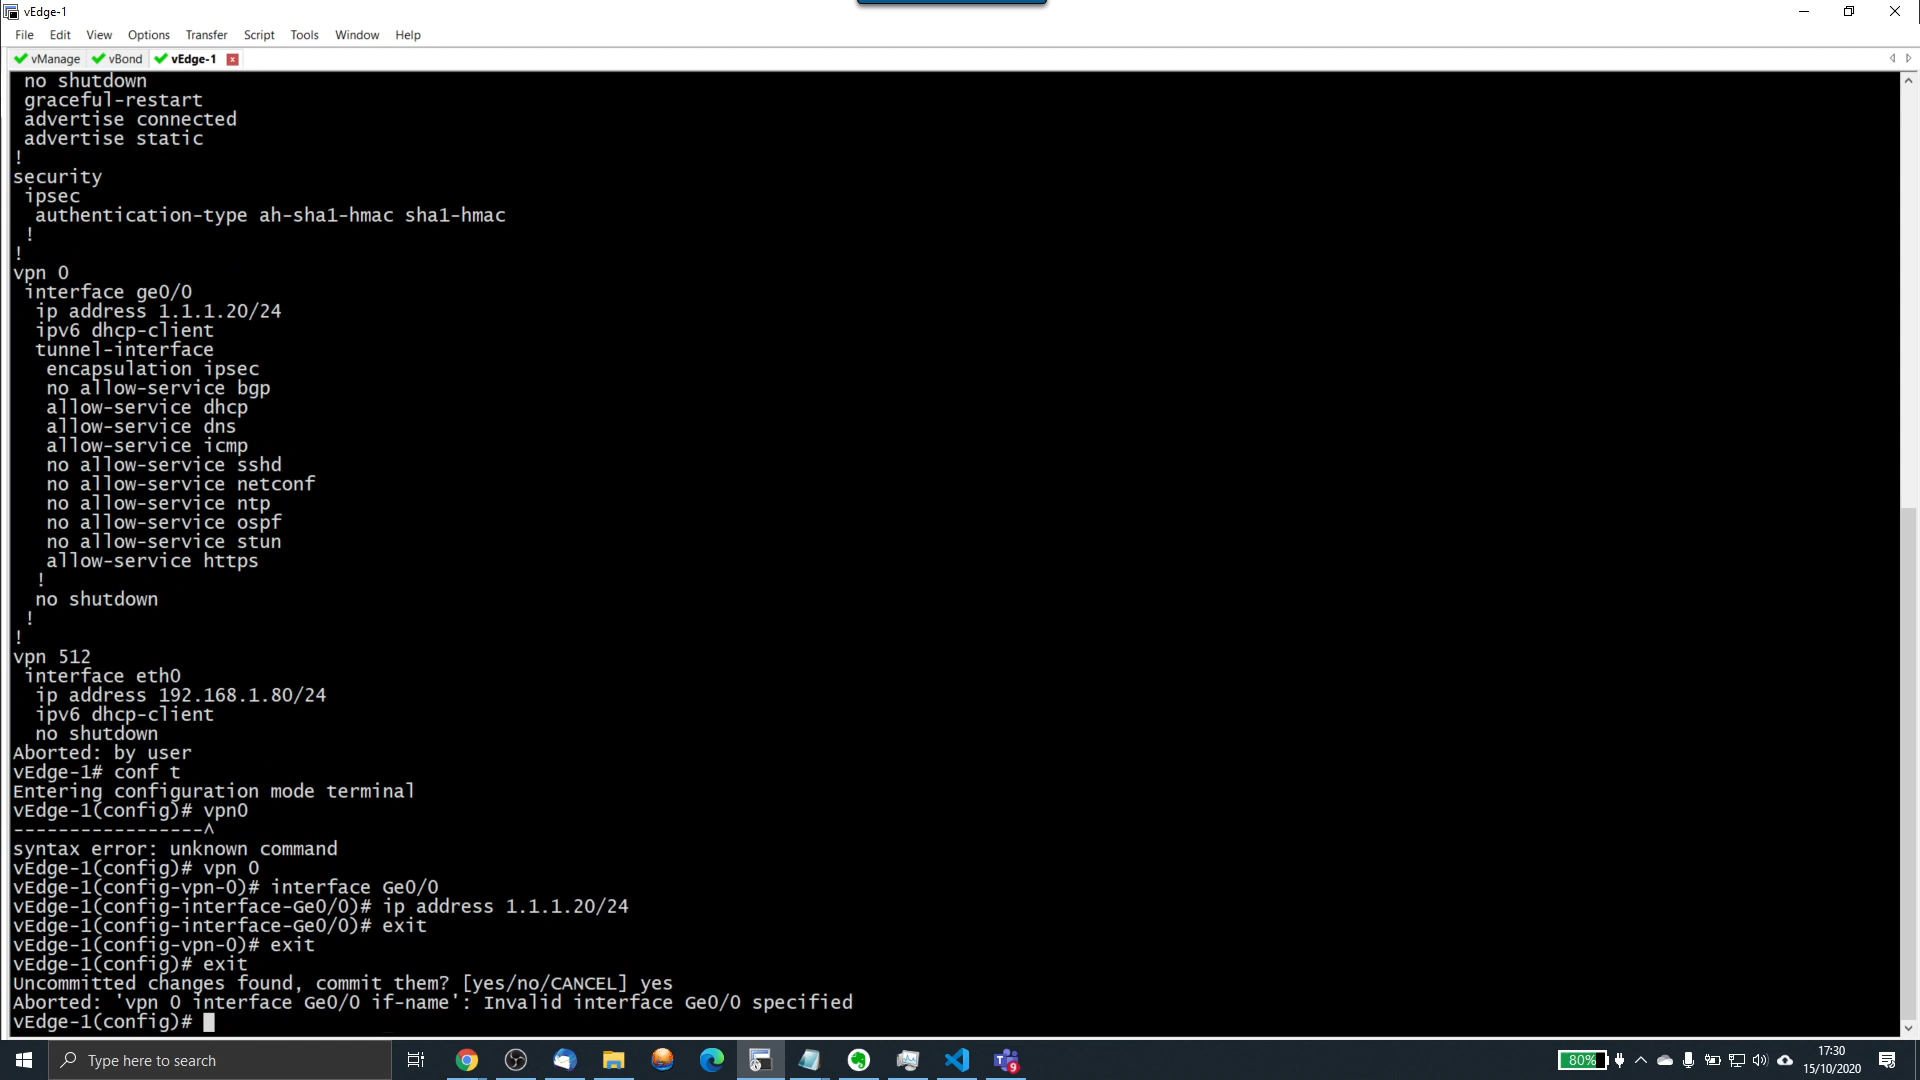 vEdge-1
File Edit View Options Transfer Script Tools Window Help
vManage vBond vEdge-1
no shutdown
graceful-restart
advertise connected
advertise static
!
security
ipsec
authentication-type ah-sha1-hmac sha1-hmac
!
!
vpn 0
interface ge0/0
ip address 1.1.1.20/24
ipv6 dhcp-client
tunnel-interface
encapsulation ipsec
no allow-service bgp
allow-service dhcp
allow-service dns
allow-service icmp
no allow-service sshd
no allow-service netconf
no allow-service ntp
no allow-service ospf
no allow-service stun
allow-service https
!
no shutdown
!
!
vpn 512
interface eth0
ip address 192.168.1.80/24
ipv6 dhcp-client
no shutdown
Aborted: by user
vEdge-1# conf t
Entering configuration mode terminal
vEdge-1(config)# vpn0
-----------------^
syntax error: unknown command
vEdge-1(config)# vpn 0
vEdge-1(config-vpn-0)# interface Ge0/0
vEdge-1(config-interface-Ge0/0)# ip address 1.1.1.20/24
vEdge-1(config-interface-Ge0/0)# exit
vEdge-1(config-vpn-0)# exit
vEdge-1(config)# exit
Uncommitted changes found, commit them? [yes/no/CANCEL] yes
Aborted: 'vpn 0 interface Ge0/0 if-name': Invalid interface Ge0/0 specified
vEdge-1(config)#
Type here to search
9
80%
17:30
15/10/2020